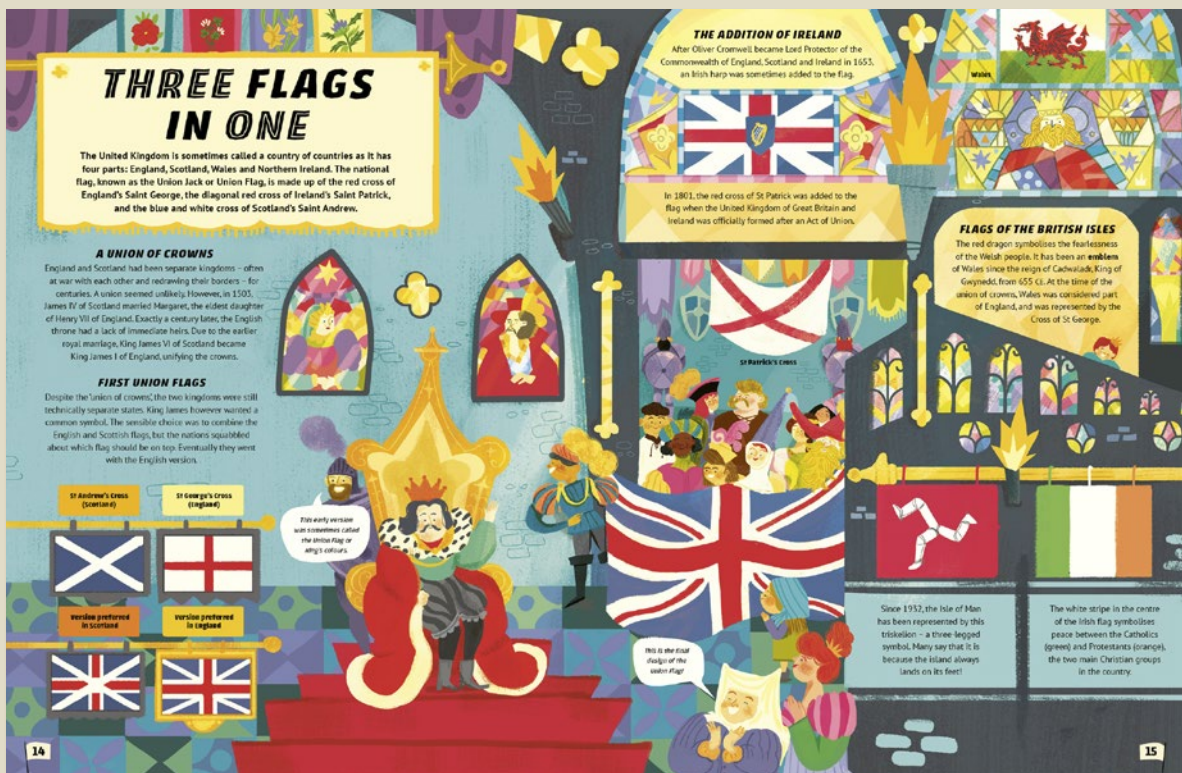 THREE FLAGS
IN ONE
The United Kingdom is sometimes called a country of countries as it has
four parts: England, Scotland, Wales and Northern Ireland. The national
flag, known as the Union Jack or Union Flag, is made up of the red cross of
England's Saint George, the diagonal red cross of Ireland's Saint Patrick,
and the blue and white cross of Scotland's Saint Andrew.
A UNION OF CROWNS
England and Scotland had been separate kingdoms – often
at war with each other and redrawing their borders – for
centuries. A union seemed unlikely. However, in 1503,
James IV of Scotland married Margaret, the eldest daughter
of Henry VII of England. Exactly a century later, the English
throne had a lack of immediate heirs. Due to the earlier
royal marriage, King James VI of Scotland became
King James I of England, unifying the crowns.
FIRST UNION FLAGS
Despite the 'union of crowns', the two kingdoms were still
technically separate states. King James however wanted a
common symbol. The sensible choice was to combine the
English and Scottish flags, but the nations squabbled
about which flag should be on top. Eventually they went
with the English version.
St Andrew's Cross
(Scotland)
St George's Cross
(England)
Version preferred
in Scotland
Version preferred
in England
This early version
was sometimes called
the Union Flag or
king's colours.
14
THE ADDITION OF IRELAND
After Oliver Cromwell became Lord Protector of the
Commonwealth of England, Scotland and Ireland in 1653,
an Irish harp was sometimes added to the flag.
In 1801, the red cross of St Patrick was added to the
flag when the United Kingdom of Great Britain and
Ireland was officially formed after an Act of Union.
St Patrick's Cross
This is the final
design of the
Union Flag!
Wales
FLAGS OF THE BRITISH ISLES
The red dragon symbolises the fearlessness
of the Welsh people. It has been an emblem
of Wales since the reign of Cadwaladr, King of
Gwynedd, from 655 CE. At the time of the
union of crowns, Wales was considered part
of England, and was represented by the
Cross of St George.
Since 1932, the Isle of Man
has been represented by this
triskelion – a three-legged
symbol. Many say that it is
because the island always
lands on its feet!
The white stripe in the centre
of the Irish flag symbolises
peace between the Catholics
(green) and Protestants (orange),
the two main Christian groups
in the country.
15